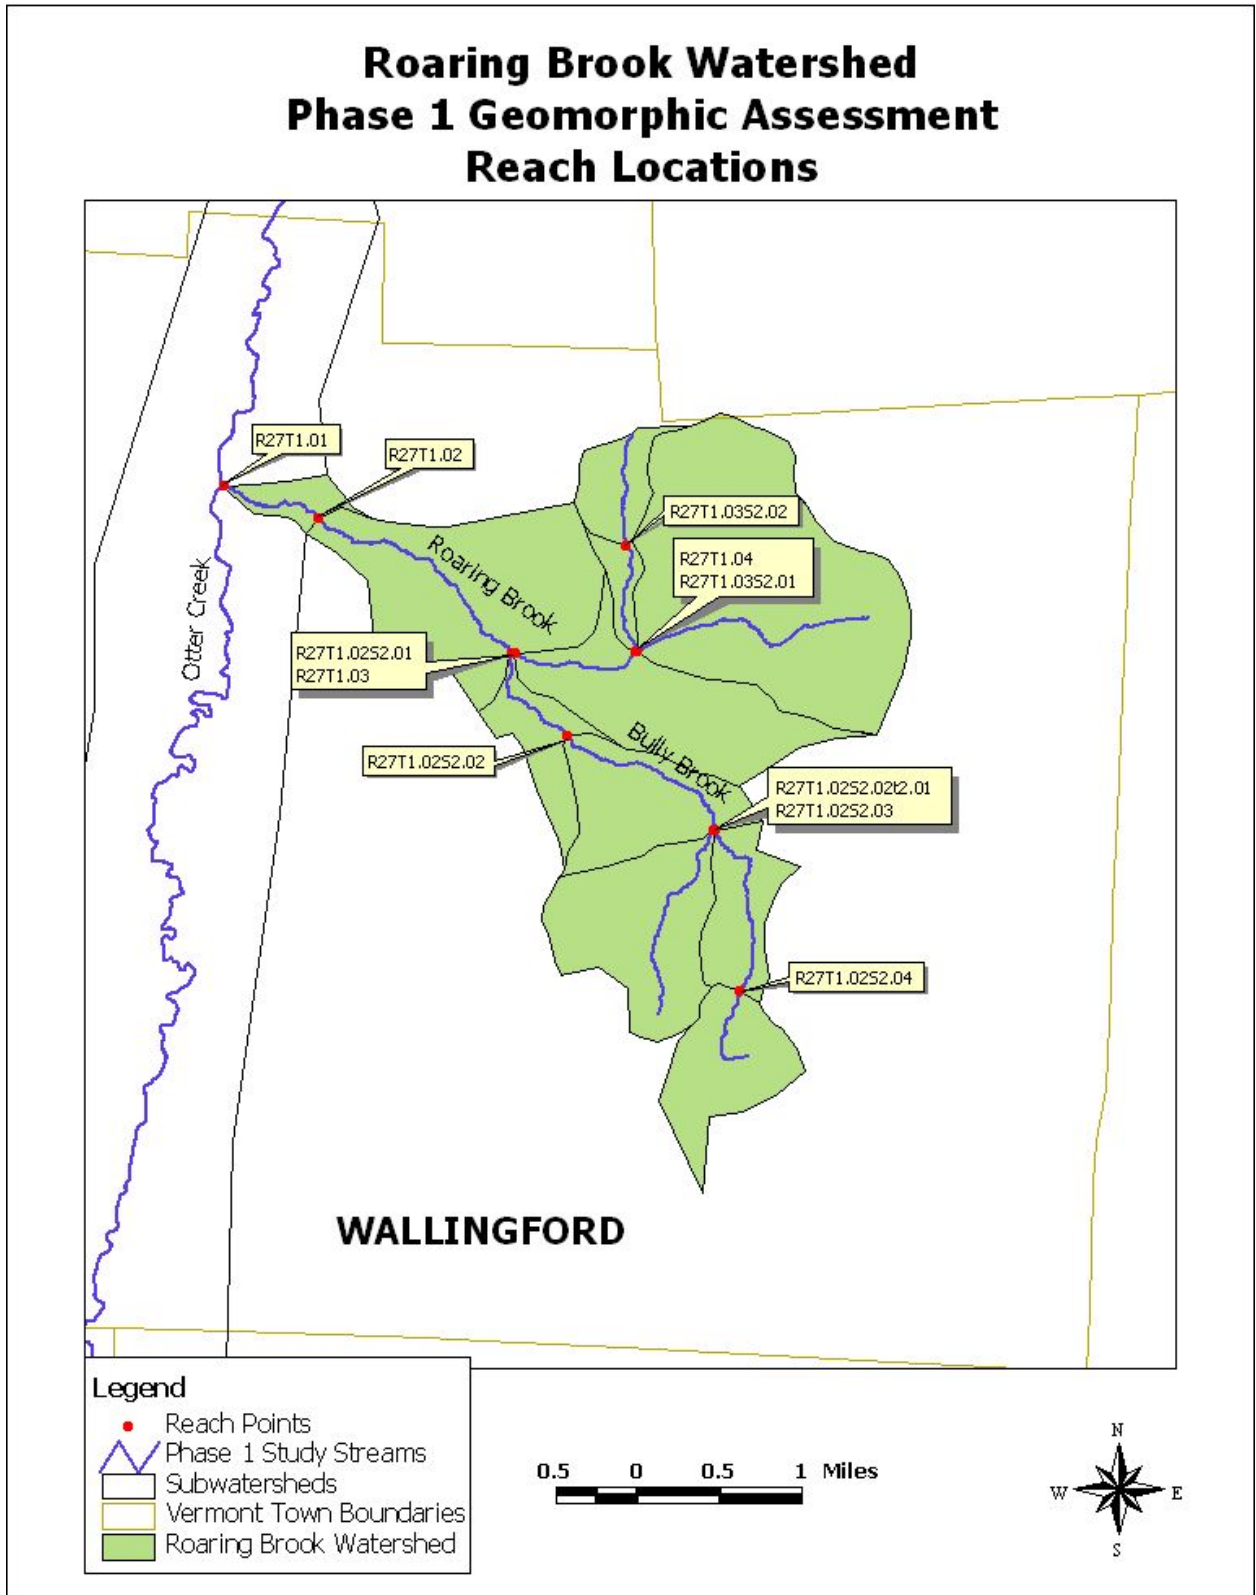 Roaring Brook Watershed
Phase 1 Geomorphic Assessment
Reach Locations
R27T1.01
R27T1.02
R27T1.03S2.02
Roaring Brook
R27T1.04
R27T1.03S2.01
Otter Creek
R27T1.02S2.01
R27T1.03
Bully Brook
R27T1.02S2.02
R27T1.02S2.02t2.01
R27T1.02S2.03
R27T1.02S2.04
WALLINGFORD
Legend
Reach Points
Phase 1 Study Streams
Subwatersheds
Vermont Town Boundaries
Roaring Brook Watershed
0.5 0 0.5 1 Miles
N
W E
S